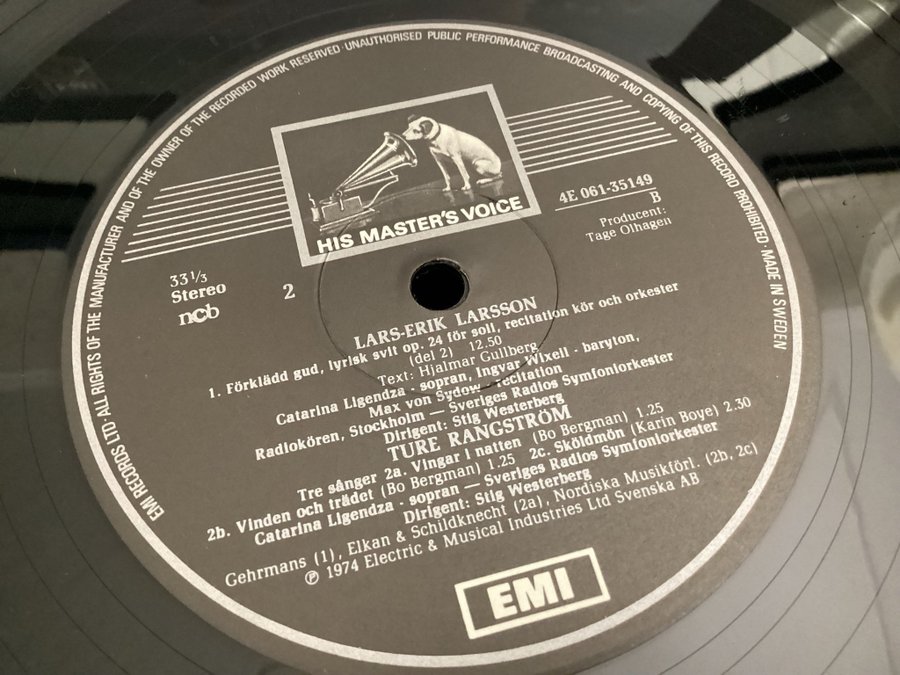 EMI RECORDS LTD · ALL RIGHTS OF THE MANUFACTURER AND OF THE OWNER OF THE RECORDED WORK RESERVED · UNAUTHORISED PUBLIC PERFORMANCE BROADCASTING AND COPYING OF THIS RECORD PROHIBITED · MADE IN SWEDEN
HIS MASTER'S VOICE
4E 061-35149
B
Producent:
Tage Olhagen
33 1/3
Stereo
ncb
2
LARS-ERIK LARSSON
1. Förklädd gud, lyrisk svit op. 24 för soli, recitation kör och orkester
(del 2) 12.50
Text: Hjalmar Gullberg
Catarina Ligendza - sopran, Ingvar Wixell - baryton,
Max von Sydow - recitation
Radiokören, Stockholm — Sveriges Radios Symfoniorkester
Dirigent: Stig Westerberg
TURE RANGSTRÖM
Tre sånger 2a. Vingar i natten (Bo Bergman) 1.25
2b. Vinden och trädet (Bo Bergman) 1.25 2c. Sköldmön (Karin Boye) 2.30
Catarina Ligendza - sopran — Sveriges Radios Symfoniorkester
Dirigent: Stig Westerberg
Gehrmans (1), Elkan & Schildknecht (2a), Nordiska Musikförl. (2b, 2c)
℗ 1974 Electric & Musical Industries Ltd Svenska AB
EMI